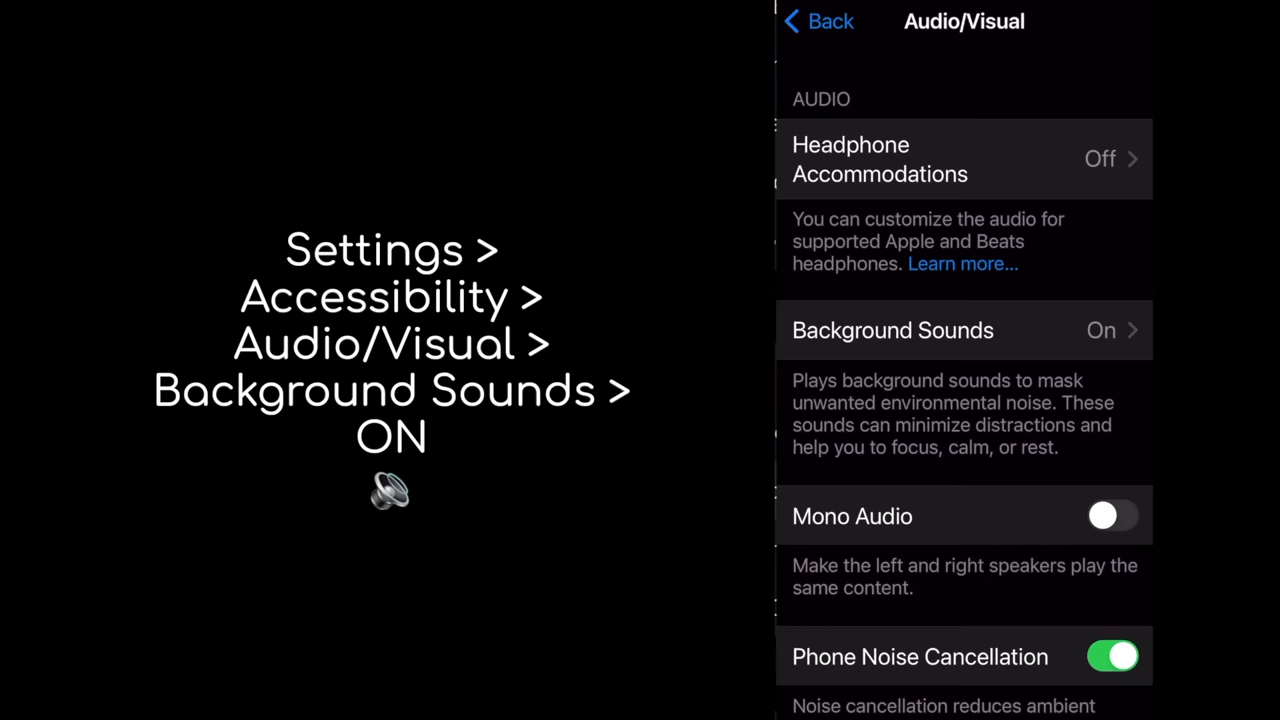 Settings >
Accessibility >
Audio/Visual >
Background Sounds >
ON
Back
Audio/Visual
AUDIO
Headphone
Accommodations
Off
You can customize the audio for
supported Apple and Beats
headphones. Learn more...
Background Sounds
On
Plays background sounds to mask
unwanted environmental noise. These
sounds can minimize distractions and
help you to focus, calm, or rest.
Mono Audio
Make the left and right speakers play the
same content.
Phone Noise Cancellation
Noise cancellation reduces ambient